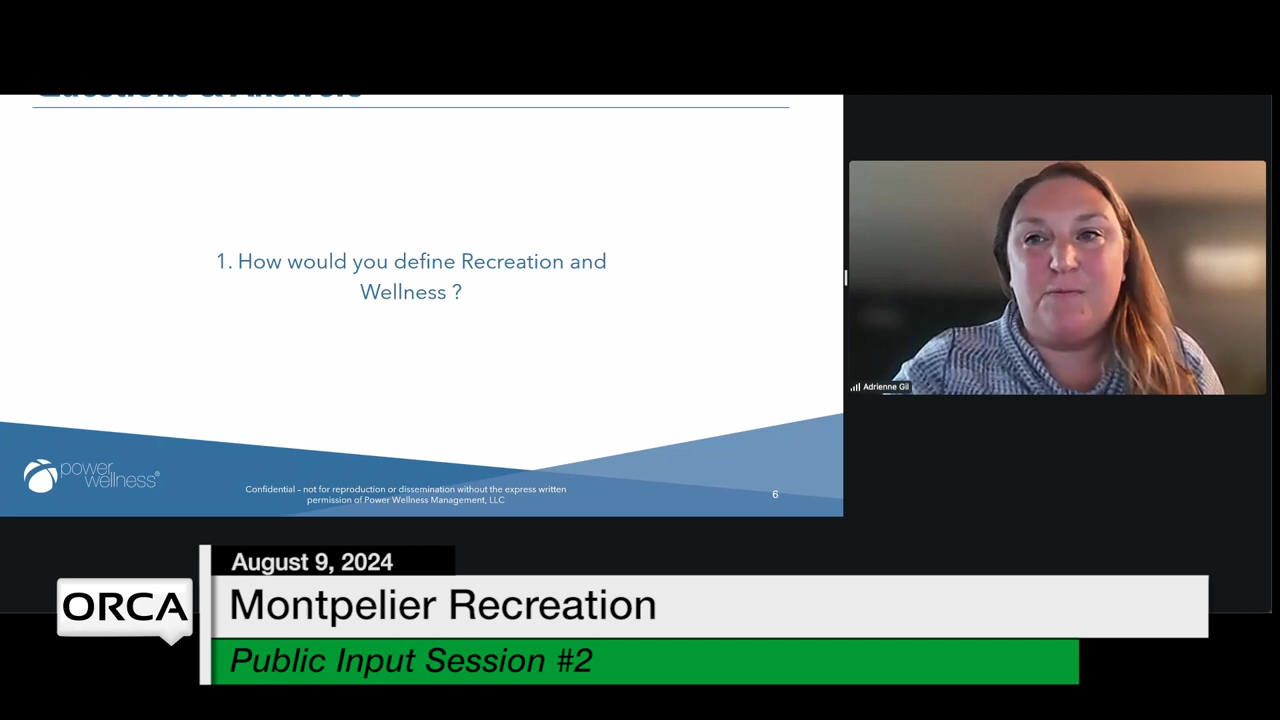 Questions & Answers
1. How would you define Recreation and
Wellness ?
power
wellness®
Confidential – not for reproduction or dissemination without the express written
permission of Power Wellness Management, LLC
6
Adrienne Gil
August 9, 2024
ORCA
Montpelier Recreation
Public Input Session #2